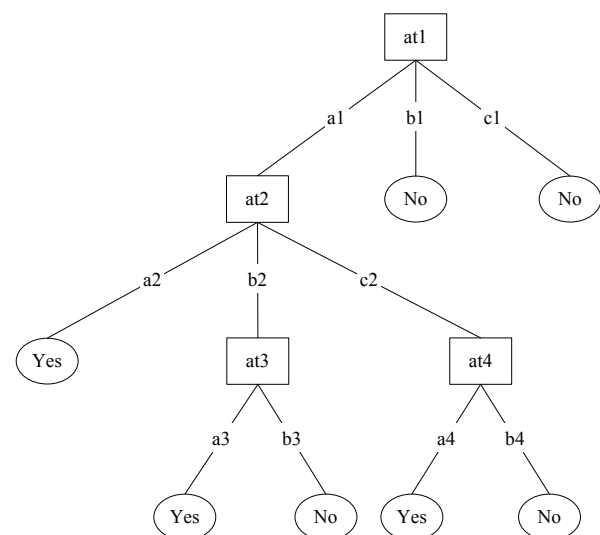 at1
a1 b1 c1
at2 No No
a2 b2 c2
Yes at3 at4
a3 b3 a4 b4
Yes No Yes No